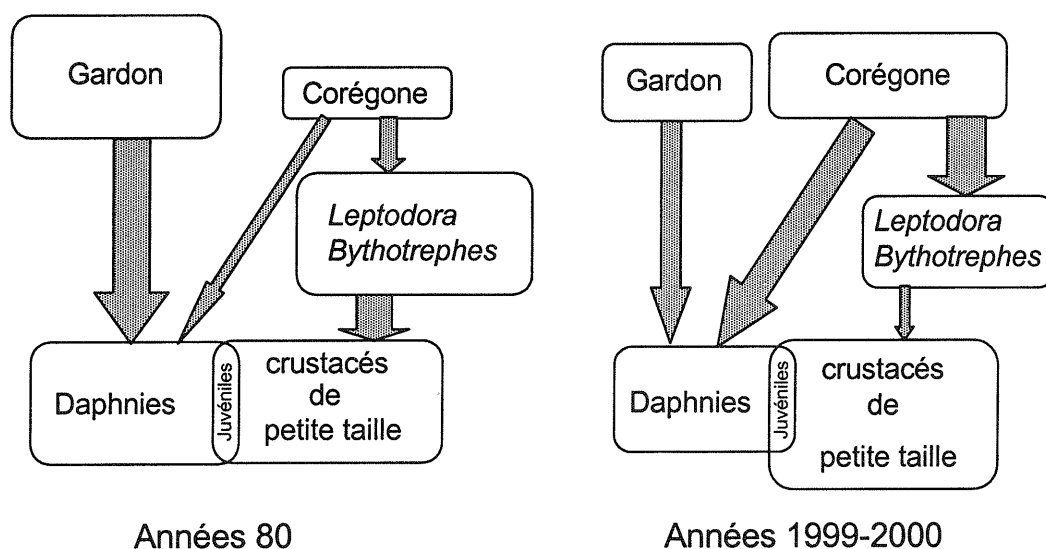 Gardon
Corégone
Leptodora
Bythotrephes
Daphnies
Juvéniles
crustacés
de
petite taille
Années 80
Gardon
Corégone
Leptodora
Bythotrephes
Daphnies
Juvéniles
crustacés
de
petite taille
Années 1999-2000